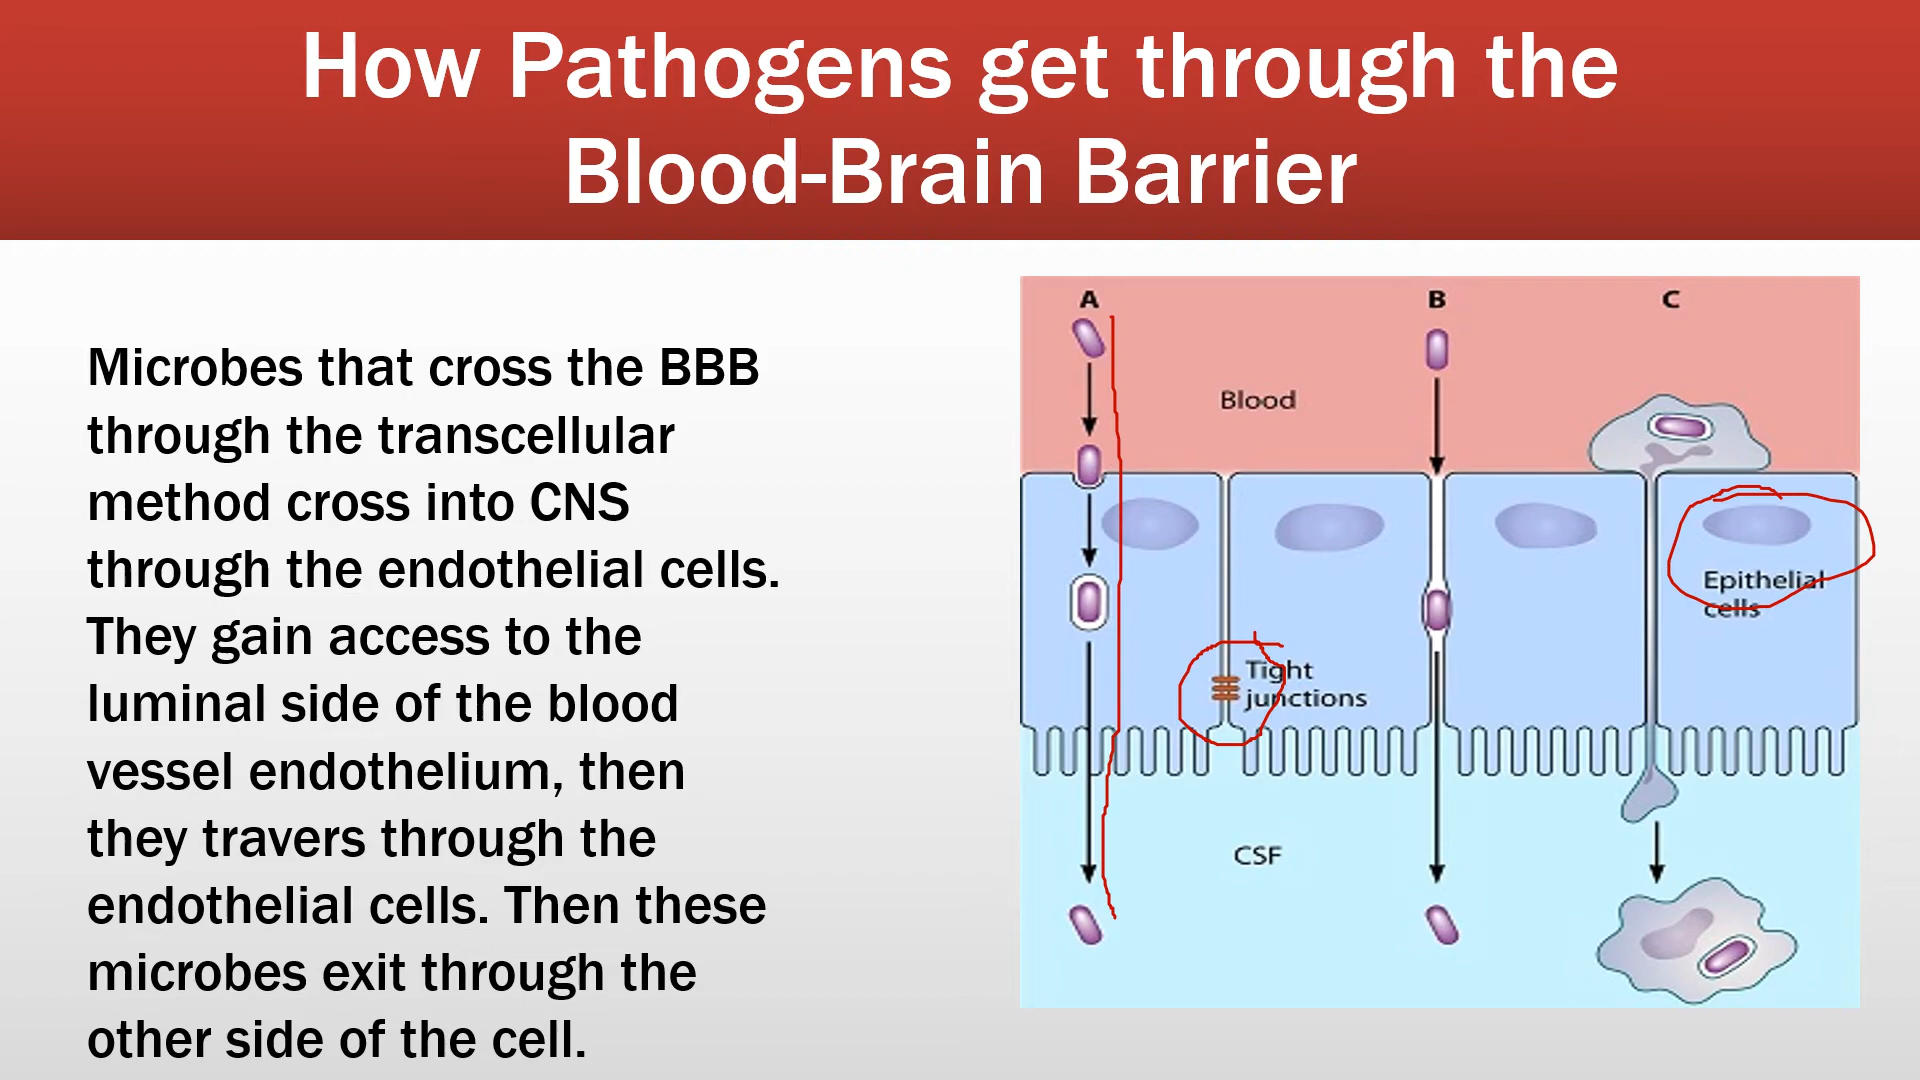 How Pathogens get through the
Blood-Brain Barrier
Microbes that cross the BBB
through the transcellular
method cross into CNS
through the endothelial cells.
They gain access to the
luminal side of the blood
vessel endothelium, then
they travers through the
endothelial cells. Then these
microbes exit through the
other side of the cell.
A
B
C
Blood
Epithelial
cells
Tight
junctions
CSF